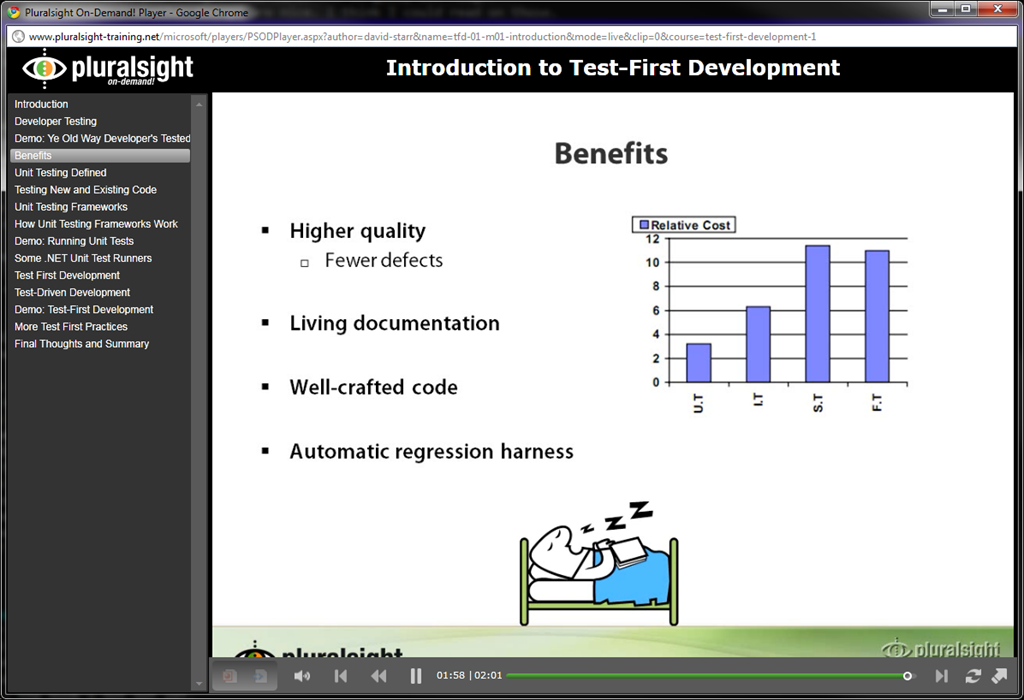 Pluralsight On-Demand! Player - Google Chrome
www.pluralsight-training.net/microsoft/players/PSODPlayer.aspx?author=david-starr&name=tfd-01-m01-introduction&mode=live&clip=0&course=test-first-development-1
pluralsight
on-demand!
Introduction to Test-First Development
Introduction
Developer Testing
Demo: Ye Old Way Developer's Tested
Benefits
Unit Testing Defined
Testing New and Existing Code
Unit Testing Frameworks
How Unit Testing Frameworks Work
Demo: Running Unit Tests
Some .NET Unit Test Runners
Test First Development
Test-Driven Development
Demo: Test-First Development
More Test First Practices
Final Thoughts and Summary
Benefits
▪ Higher quality
□ Fewer defects
▪ Living documentation
▪ Well-crafted code
▪ Automatic regression harness
Relative Cost
12
10
8
6
4
2
0
U.T
I.T
S.T
F.T
z z z
pluralsight
pluralsight
01:58 | 02:01